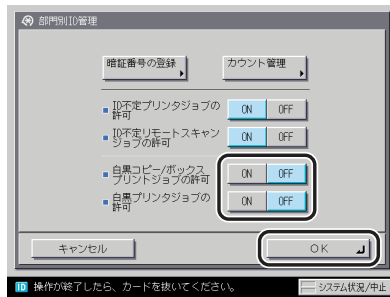 部門別ID管理
暗証番号の登録 カウント管理
ID不定プリンタジョブの
許可 ON OFF
ID不定リモートスキャン
ジョブの許可 ON OFF
白黒コピー/ボックス
プリントジョブの許可 ON OFF
白黒プリンタジョブの
許可 ON OFF
キャンセル OK
ID 操作が終了したら、カードを抜いてください。 システム状況/中止